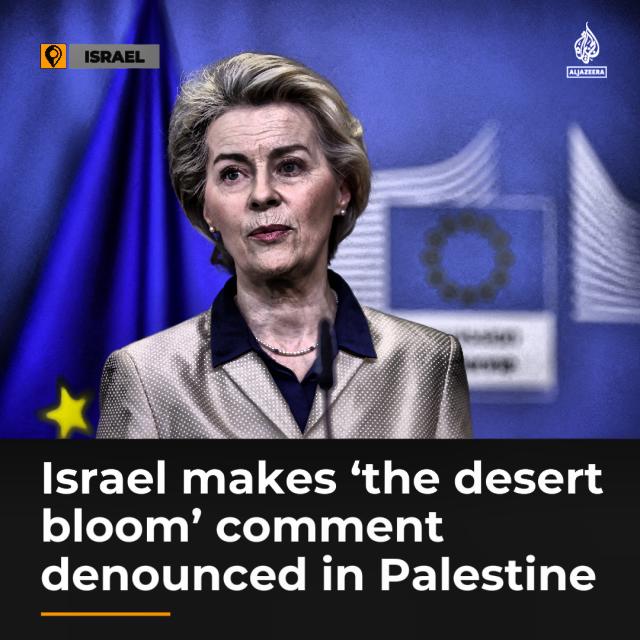 ISRAEL
ALJAZEERA
Israel makes ‘the desert
bloom’ comment
denounced in Palestine